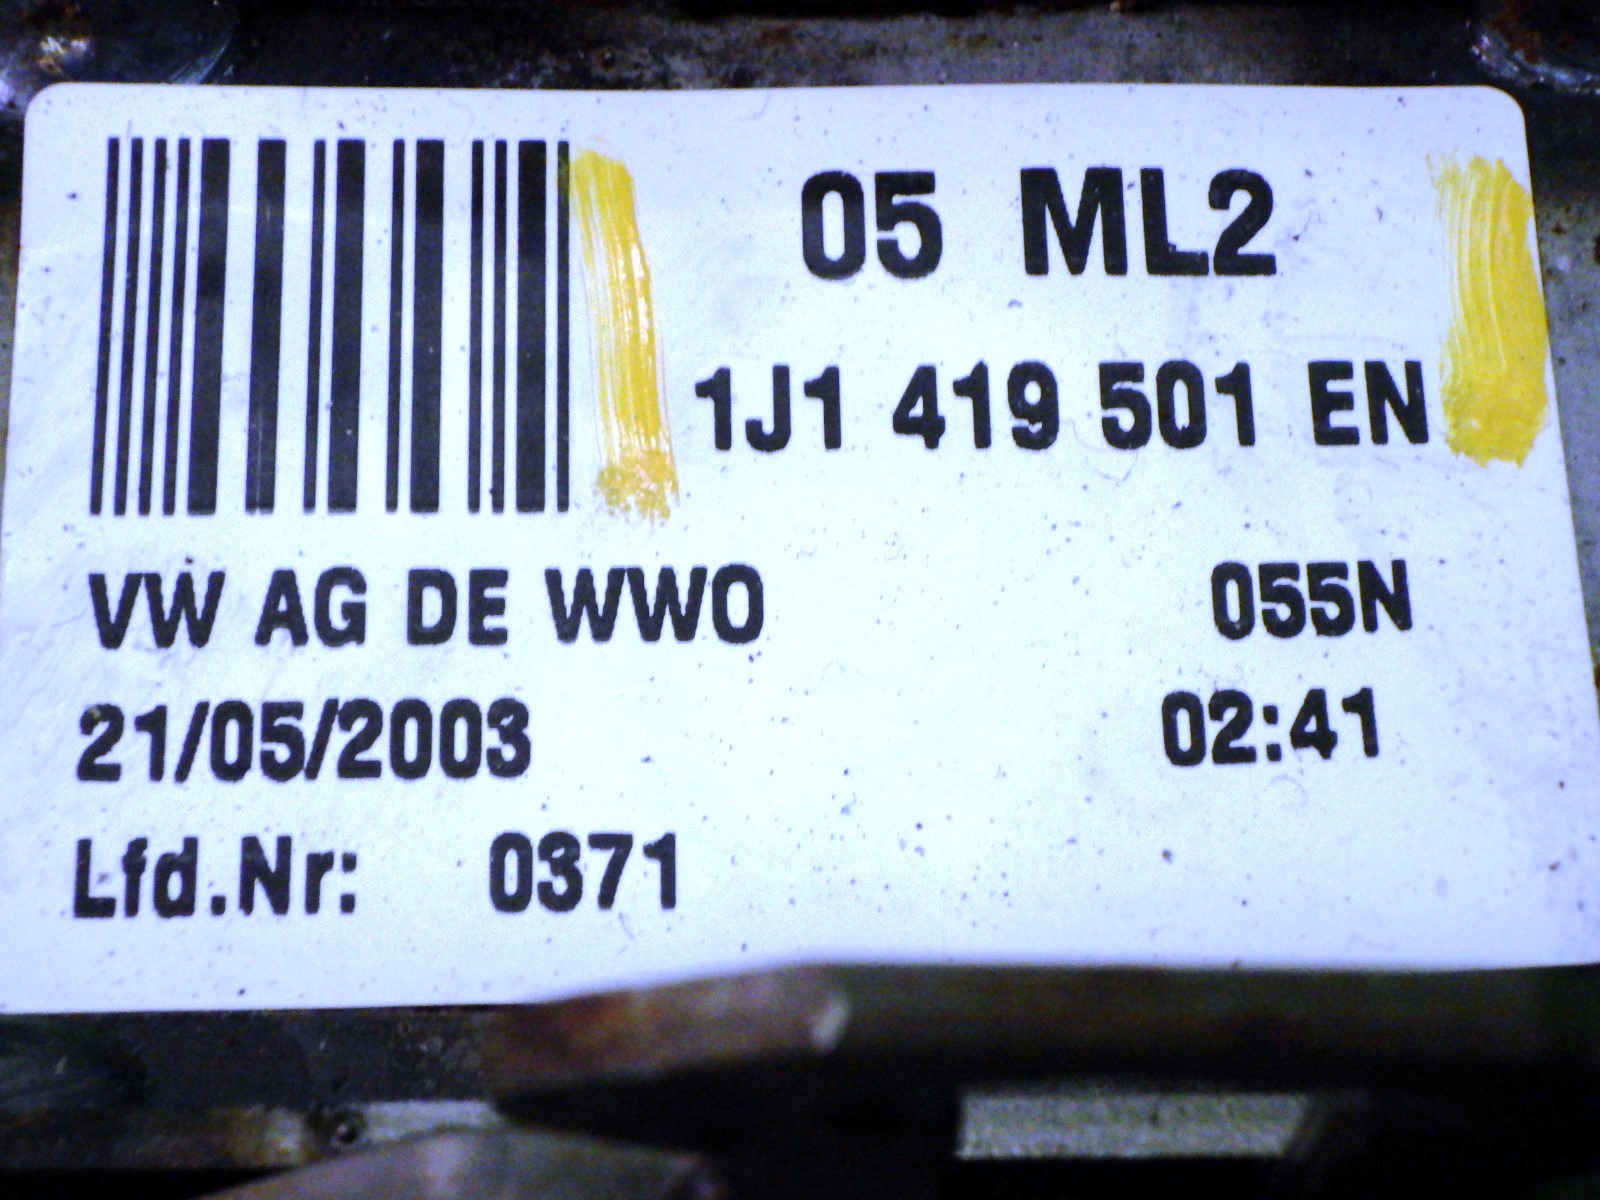 05 ML2
1J1 419 501 EN
VW AG DE WWO 055N
21/05/2003 02:41
Lfd.Nr: 0371